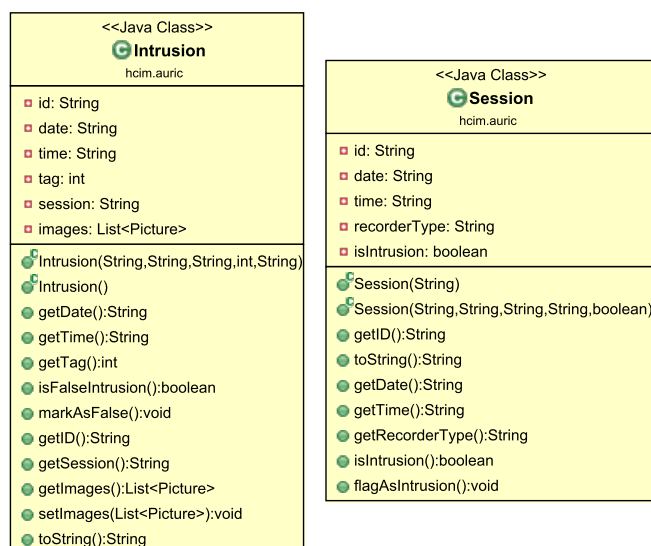 <<Java Class>>
C Intrusion
hcim.auric
id: String
date: String
time: String
tag: int
session: String
images: List<Picture>
C Intrusion(String,String,String,int,String)
C Intrusion()
getDate():String
getTime():String
getTag():int
isFalseIntrusion():boolean
markAsFalse():void
getID():String
getSession():String
getImages():List<Picture>
setImages(List<Picture>):void
toString():String
<<Java Class>>
C Session
hcim.auric
id: String
date: String
time: String
recorderType: String
isIntrusion: boolean
C Session(String)
C Session(String,String,String,String,boolean)
getID():String
toString():String
getDate():String
getTime():String
getRecorderType():String
isIntrusion():boolean
flagAsIntrusion():void